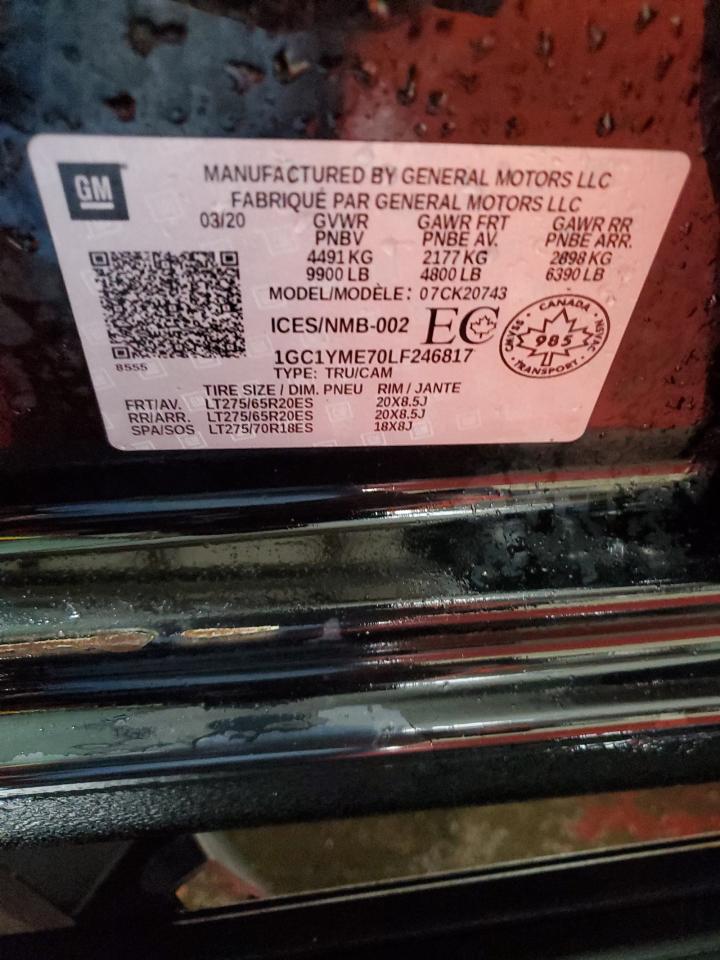 GM
MANUFACTURED BY GENERAL MOTORS LLC
FABRIQUÉ PAR GENERAL MOTORS LLC
03/20 GVWR GAWR FRT GAWR RR
PNBV PNBE AV. PNBE ARR.
4491 KG 2177 KG 2898 KG
9900 LB 4800 LB 6390 LB
MODEL/MODÈLE: 07CK20743
ICES/NMB-002 EC
CANADA
985
TRANSPORT
CMVSS
NSVAC
1GC1YME70LF246817
8555
TYPE: TRU/CAM
TIRE SIZE / DIM. PNEU RIM / JANTE
FRT/AV. LT275/65R20ES 20X8.5J
RR/ARR. LT275/65R20ES 20X8.5J
SPA/SOS LT275/70R18ES 18X8J